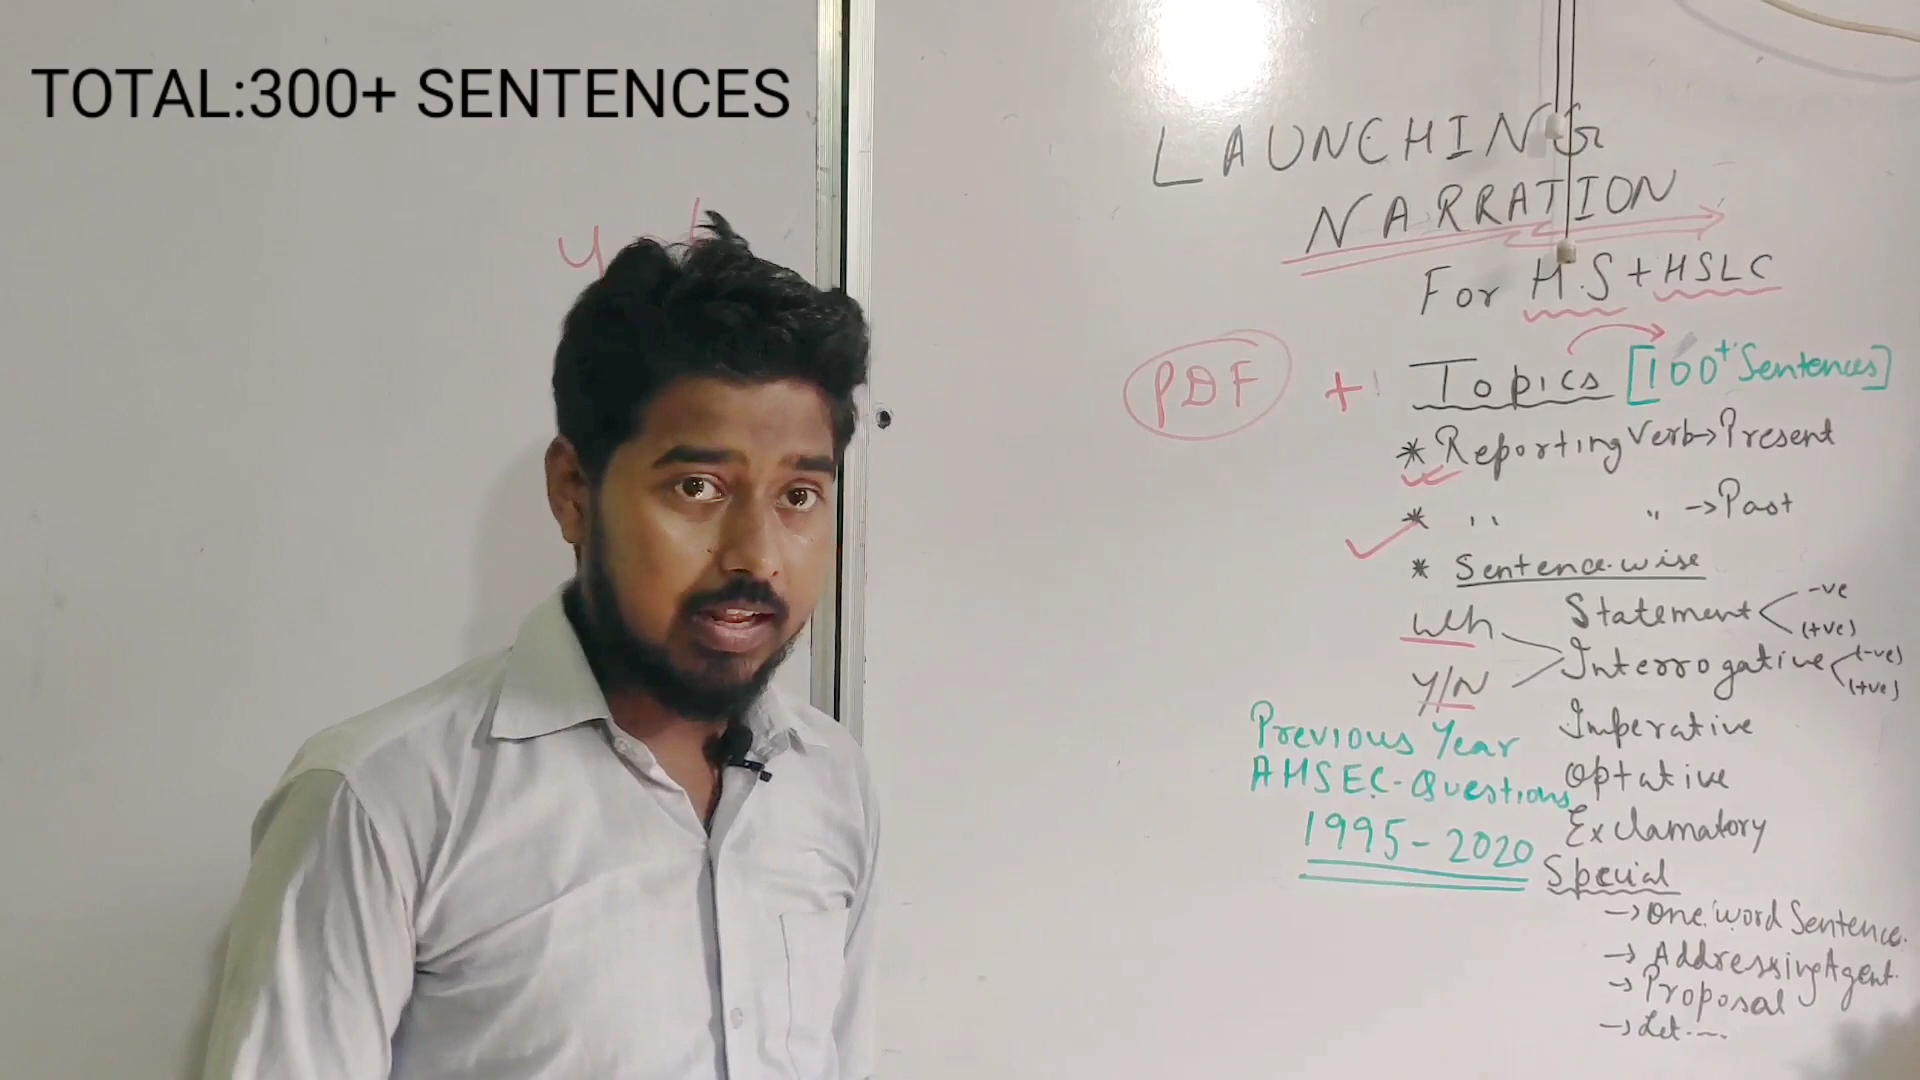 TOTAL:300+ SENTENCES
LAUNCHING
NARRATION
For H.S + HSLC
PDF + Topics [100+ Sentences]
* Reporting Verb → Present
* " " → Past
* Sentence-wise
Statement -ve (+ve)
Wh
Y/N
Interrogative (-ve) (+ve)
Imperative
Optative
Exclamatory
Previous Year
AHSEC-Questions
1995-2020
Special
→ One word Sentence.
→ Addressing Agent.
→ Proposal
→ Let....